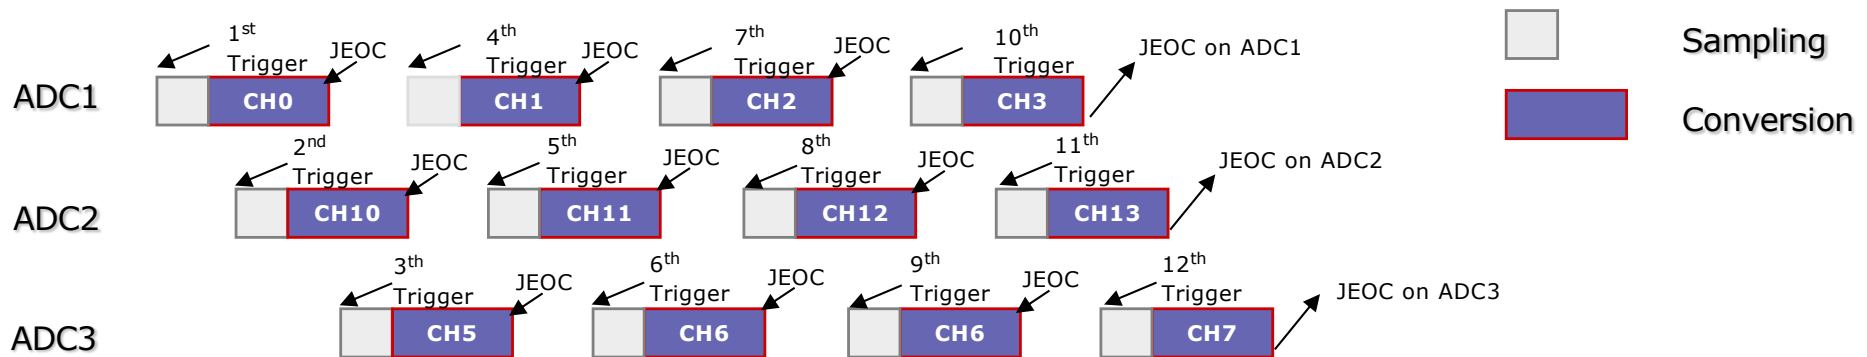 1st Trigger JEOC
4th Trigger JEOC
7th Trigger JEOC
10th Trigger JEOC on ADC1
ADC1 CH0 CH1 CH2 CH3
Sampling
Conversion
2nd Trigger JEOC
5th Trigger JEOC
8th Trigger JEOC
11th Trigger JEOC on ADC2
ADC2 CH10 CH11 CH12 CH13
3th Trigger JEOC
6th Trigger JEOC
9th Trigger JEOC
12th Trigger JEOC on ADC3
ADC3 CH5 CH6 CH6 CH7